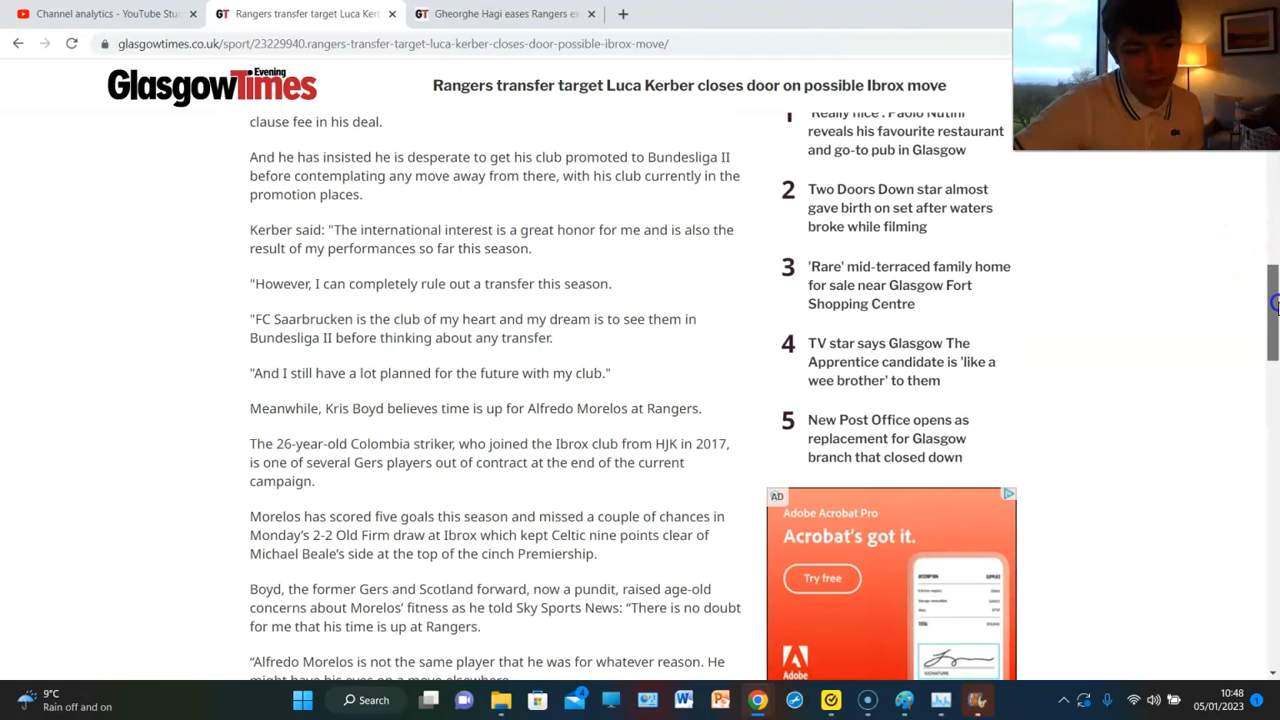 Channel analytics - YouTube Stu
Rangers transfer target Luca Kert
Gheorghe Hagi eases Rangers ex
glasgowtimes.co.uk/sport/23229940.rangers-transfer-target-luca-kerber-closes-door-possible-ibrox-move/
Evening
GlasgowTimes
Rangers transfer target Luca Kerber closes door on possible Ibrox move
clause fee in his deal.
And he has insisted he is desperate to get his club promoted to Bundesliga II
before contemplating any move away from there, with his club currently in the
promotion places.
Kerber said: "The international interest is a great honor for me and is also the
result of my performances so far this season.
"However, I can completely rule out a transfer this season.
"FC Saarbrucken is the club of my heart and my dream is to see them in
Bundesliga II before thinking about any transfer.
"And I still have a lot planned for the future with my club."
Meanwhile, Kris Boyd believes time is up for Alfredo Morelos at Rangers.
The 26-year-old Colombia striker, who joined the Ibrox club from HJK in 2017,
is one of several Gers players out of contract at the end of the current
campaign.
Morelos has scored five goals this season and missed a couple of chances in
Monday's 2-2 Old Firm draw at Ibrox which kept Celtic nine points clear of
Michael Beale's side at the top of the cinch Premiership.
Boyd, the former Gers and Scotland forward, now a pundit, raised age-old
concerns about Morelos' fitness as he told Sky Sports News: “There is no doubt
for me that his time is up at Rangers.
“Alfredo Morelos is not the same player that he was for whatever reason. He
might have his eyes on a move elsewhere
1
'Really nice': Paolo Nutini
reveals his favourite restaurant
and go-to pub in Glasgow
2
Two Doors Down star almost
gave birth on set after waters
broke while filming
3
'Rare' mid-terraced family home
for sale near Glasgow Fort
Shopping Centre
4
TV star says Glasgow The
Apprentice candidate is 'like a
wee brother' to them
5
New Post Office opens as
replacement for Glasgow
branch that closed down
AD
Adobe Acrobat Pro
Acrobat's got it.
Try free
Adobe
9°C
Rain off and on
Search
10:48
05/01/2023